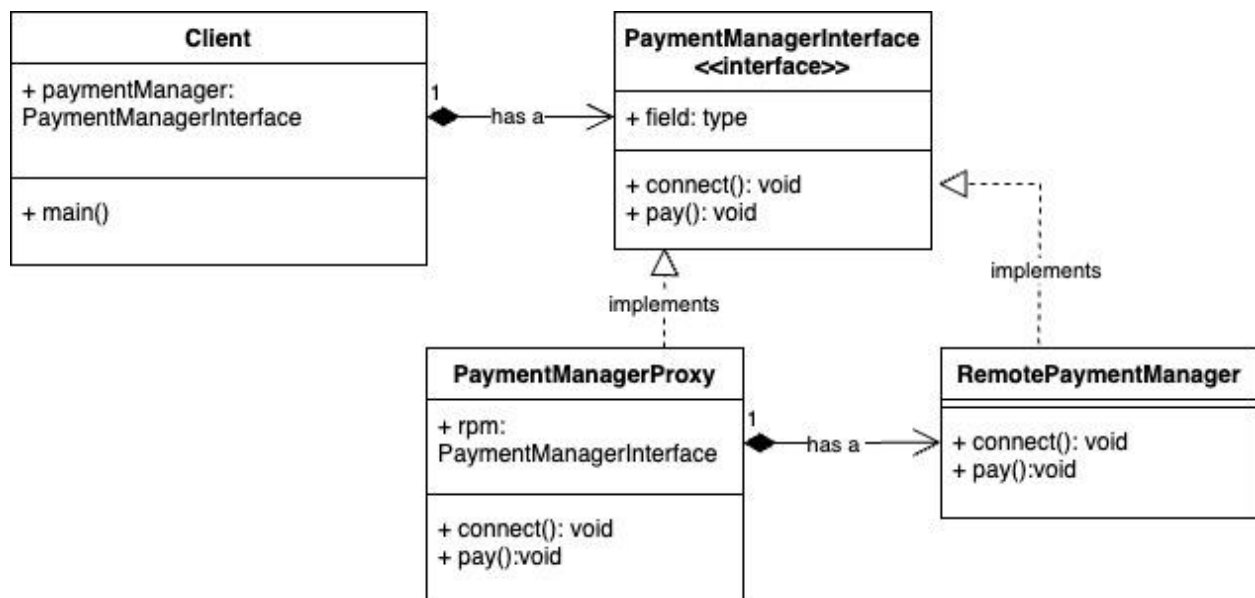 Client
+ paymentManager:
PaymentManagerInterface
+ main()
1
has a
PaymentManagerInterface
<<interface>>
+ field: type
+ connect(): void
+ pay(): void
implements
implements
PaymentManagerProxy
+ rpm:
PaymentManagerInterface
+ connect(): void
+ pay():void
1
has a
RemotePaymentManager
+ connect(): void
+ pay():void